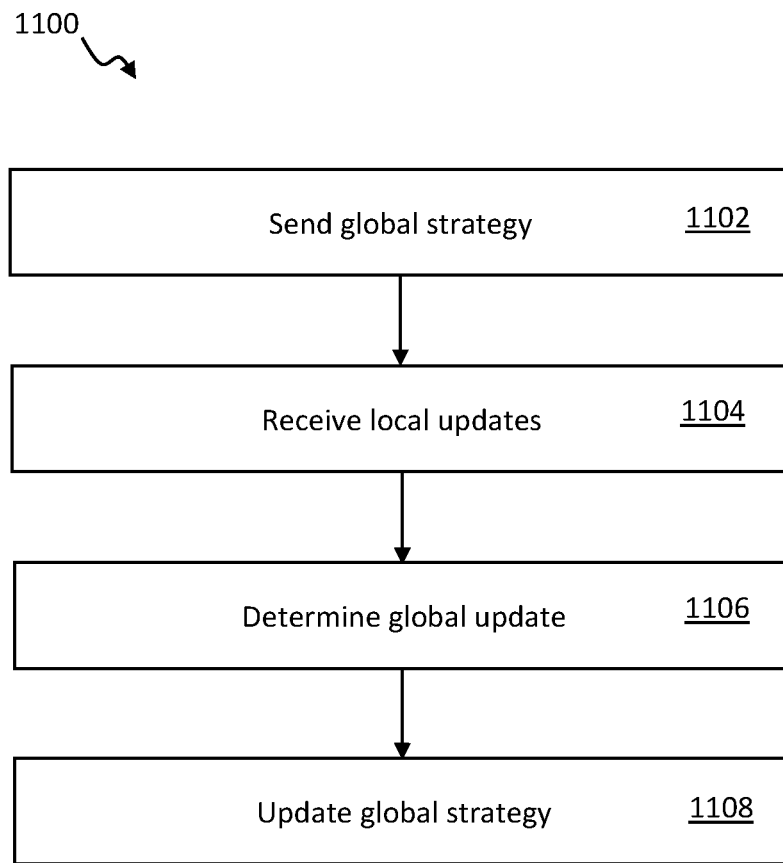 1100
Send global strategy 1102
Receive local updates 1104
Determine global update 1106
Update global strategy 1108